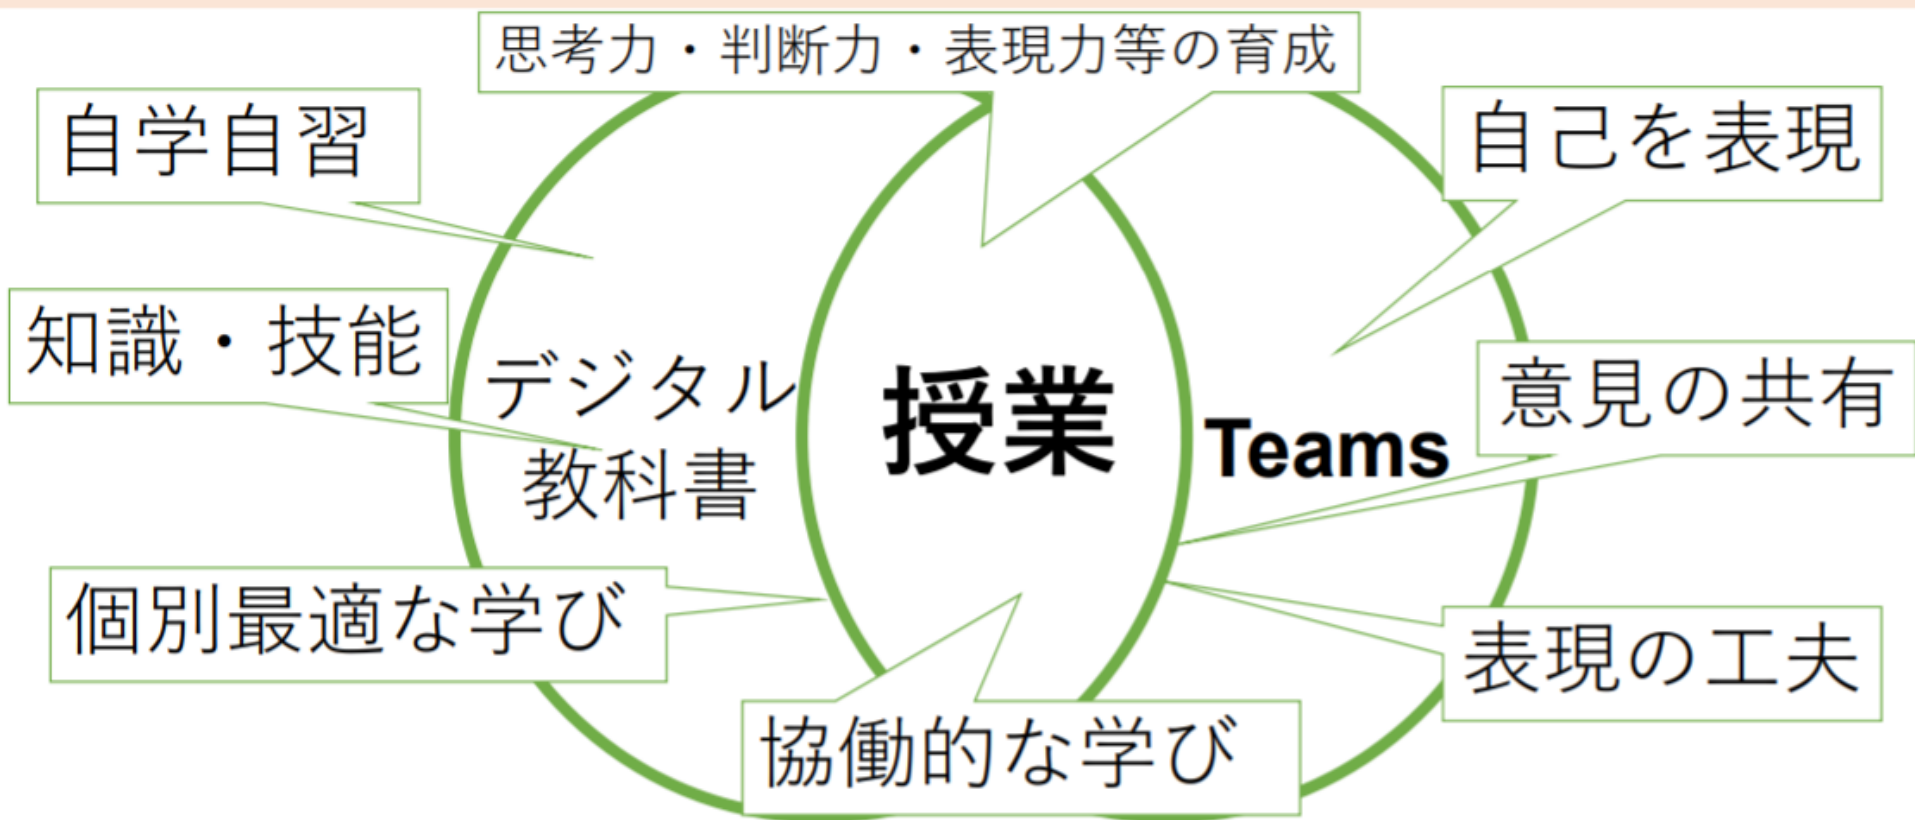 思考力・判断力・表現力等の育成
自学自習
自己を表現
知識・技能
デジタル
教科書
授業
Teams
意見の共有
個別最適な学び
表現の工夫
協働的な学び